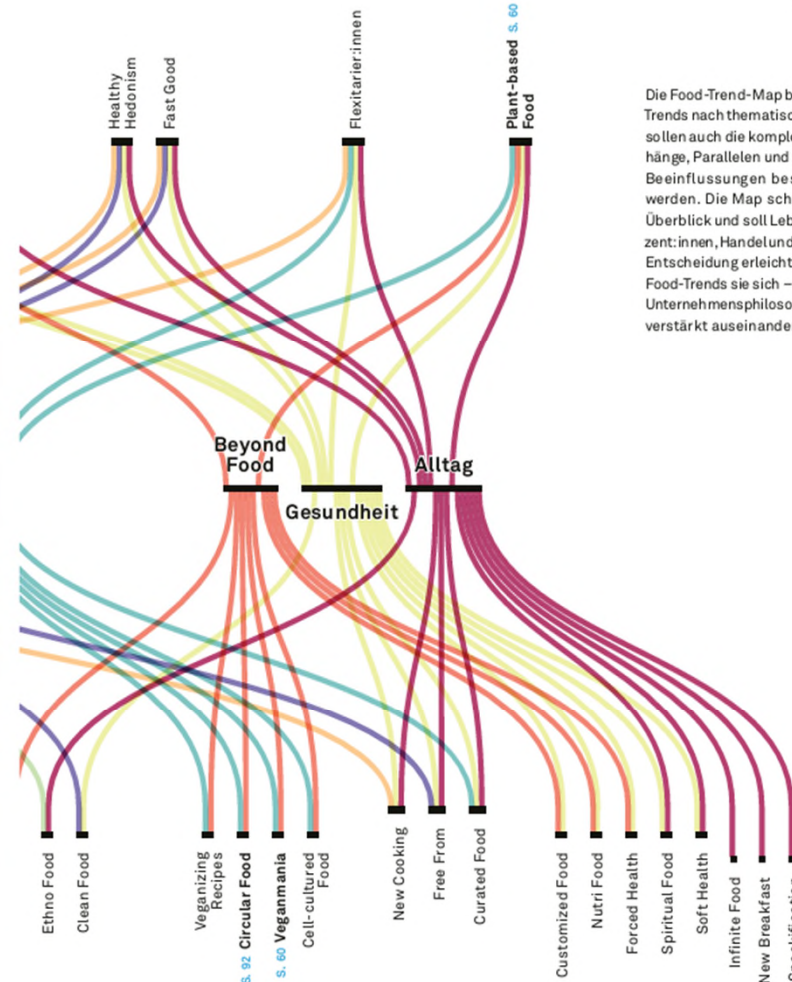 Healthy
Hedonism
Fast Good
Flexitarier:innen
Plant-based S. 60
Food
Die Food-Trend-Map b
Trends nach thematisc
sollen auch die komple
hänge, Parallelen und
Beeinflussungen bes
werden. Die Map sch
Überblick und soll Leb
zent:innen, Handel und
Entscheidung erleicht
Food-Trends sie sich –
Unternehmensphiloso
verstärkt auseinande
Beyond
Food
Gesundheit
Alltag
Ethno Food
Clean Food
Veganizing
Recipes
S. 92 Circular Food
S. 60 Veganmania
Cell-cultured
Food
New Cooking
Free From
Curated Food
Customized Food
Nutri Food
Forced Health
Spiritual Food
Soft Health
Infinite Food
New Breakfast